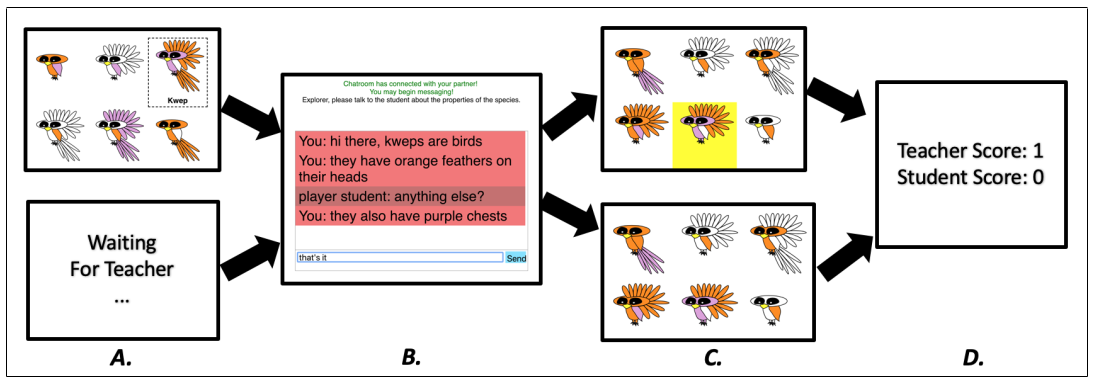 Kwep
Waiting
For Teacher
...
Chatroom has connected with your partner!
You may begin messaging!
Explorer, please talk to the student about the properties of the species.
You: hi there, kweps are birds
You: they have orange feathers on
their heads
player student: anything else?
You: they also have purple chests
that's it
Send
Teacher Score: 1
Student Score: 0
A.
B.
C.
D.